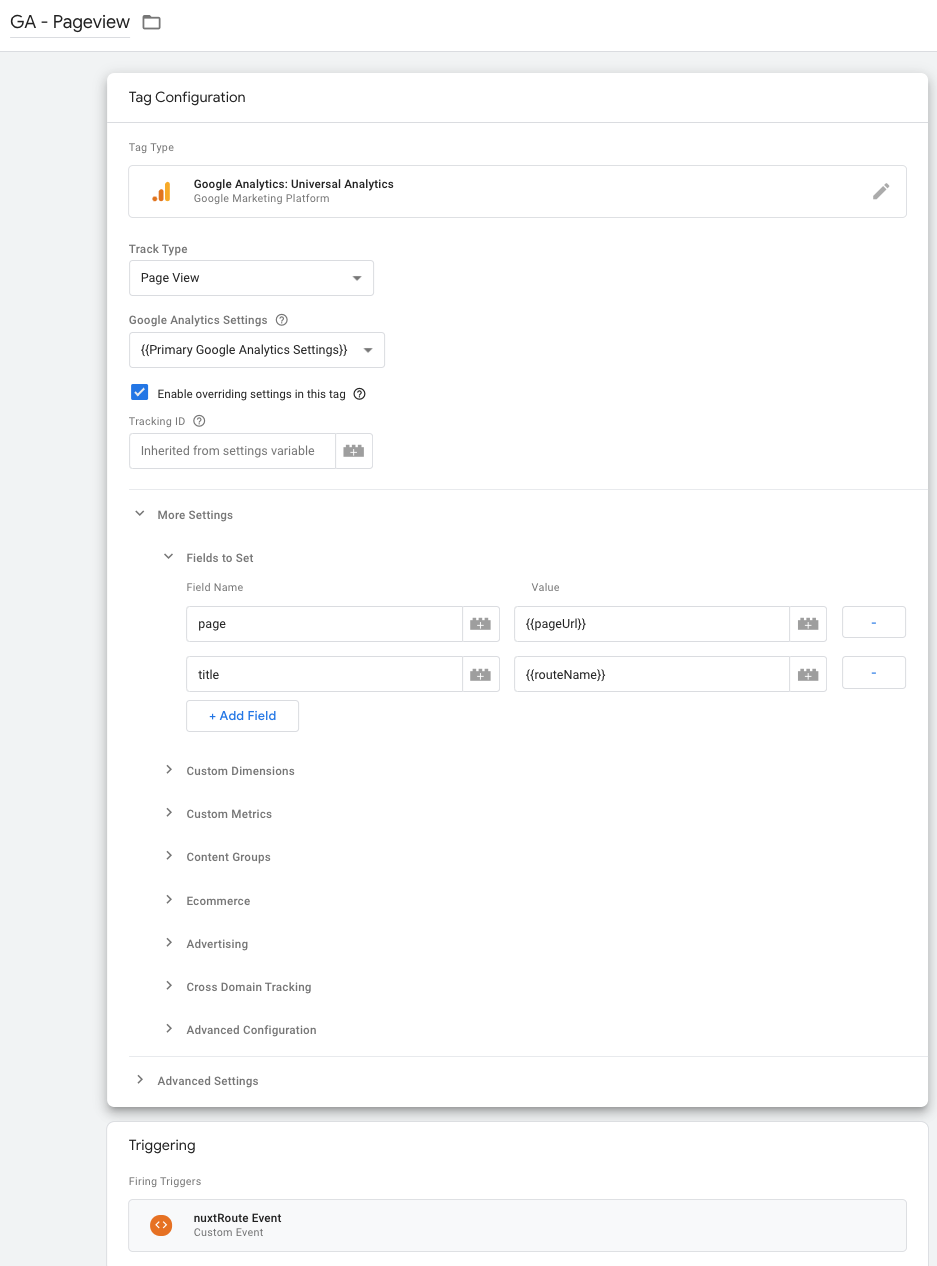 GA - Pageview
Tag Configuration
Tag Type
Google Analytics: Universal Analytics
Google Marketing Platform
Track Type
Page View
Google Analytics Settings
{{Primary Google Analytics Settings}}
Enable overriding settings in this tag
Tracking ID
Inherited from settings variable
More Settings
Fields to Set
Field Name Value
page {{pageUrl}} -
title {{routeName}} -
+ Add Field
Custom Dimensions
Custom Metrics
Content Groups
Ecommerce
Advertising
Cross Domain Tracking
Advanced Configuration
Advanced Settings
Triggering
Firing Triggers
nuxtRoute Event
Custom Event